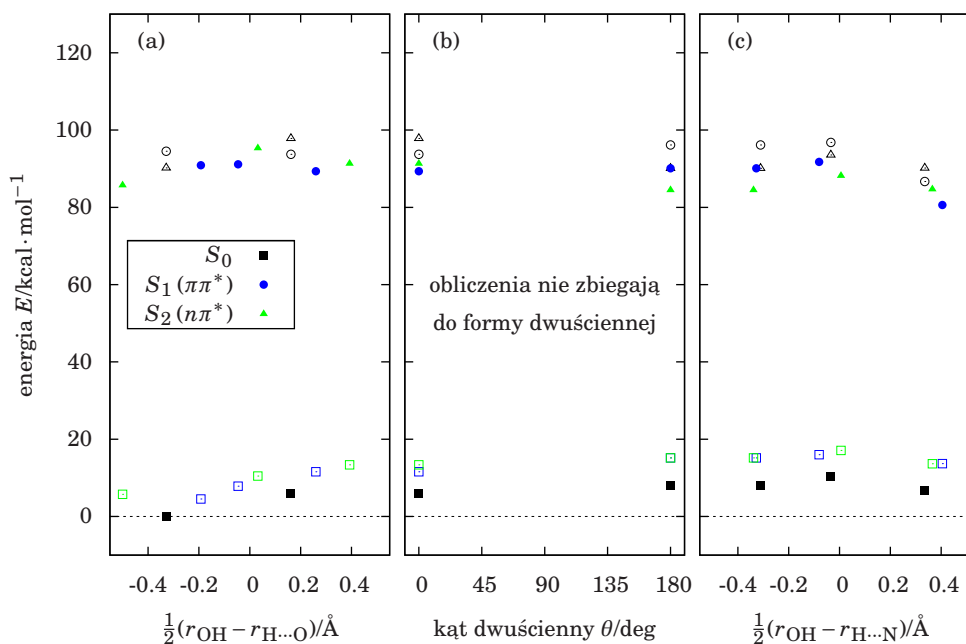 energia E/kcal·mol⁻¹
120
100
80
60
40
20
0
(a)
(b)
(c)
S₀
S₁(ππ*)
S₂(nπ*)
obliczenia nie zbiegają
do formy dwuściennej
-0.4 -0.2 0 0.2 0.4
0 45 90 135 180
-0.4 -0.2 0 0.2 0.4
½(r_OH − r_H···O)/Å
kąt dwuścienny θ/deg
½(r_OH − r_H···N)/Å